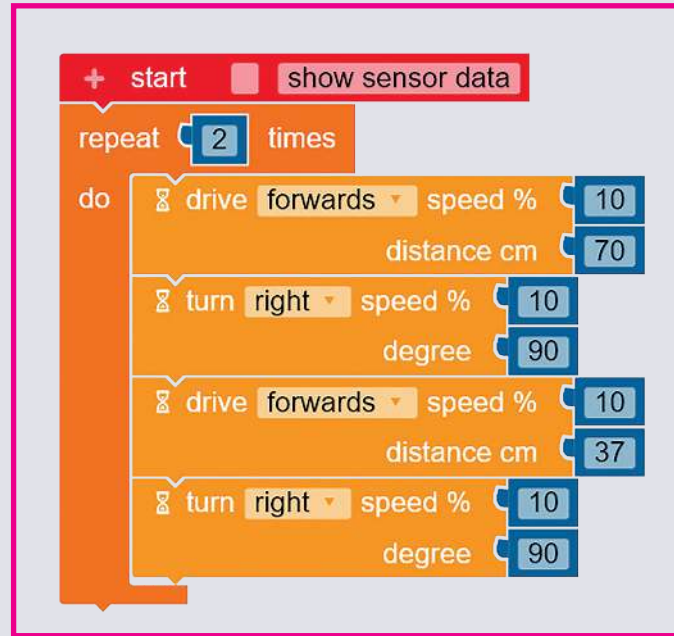 + start show sensor data
repeat 2 times
do drive forwards speed % 10
distance cm 70
turn right speed % 10
degree 90
drive forwards speed % 10
distance cm 37
turn right speed % 10
degree 90